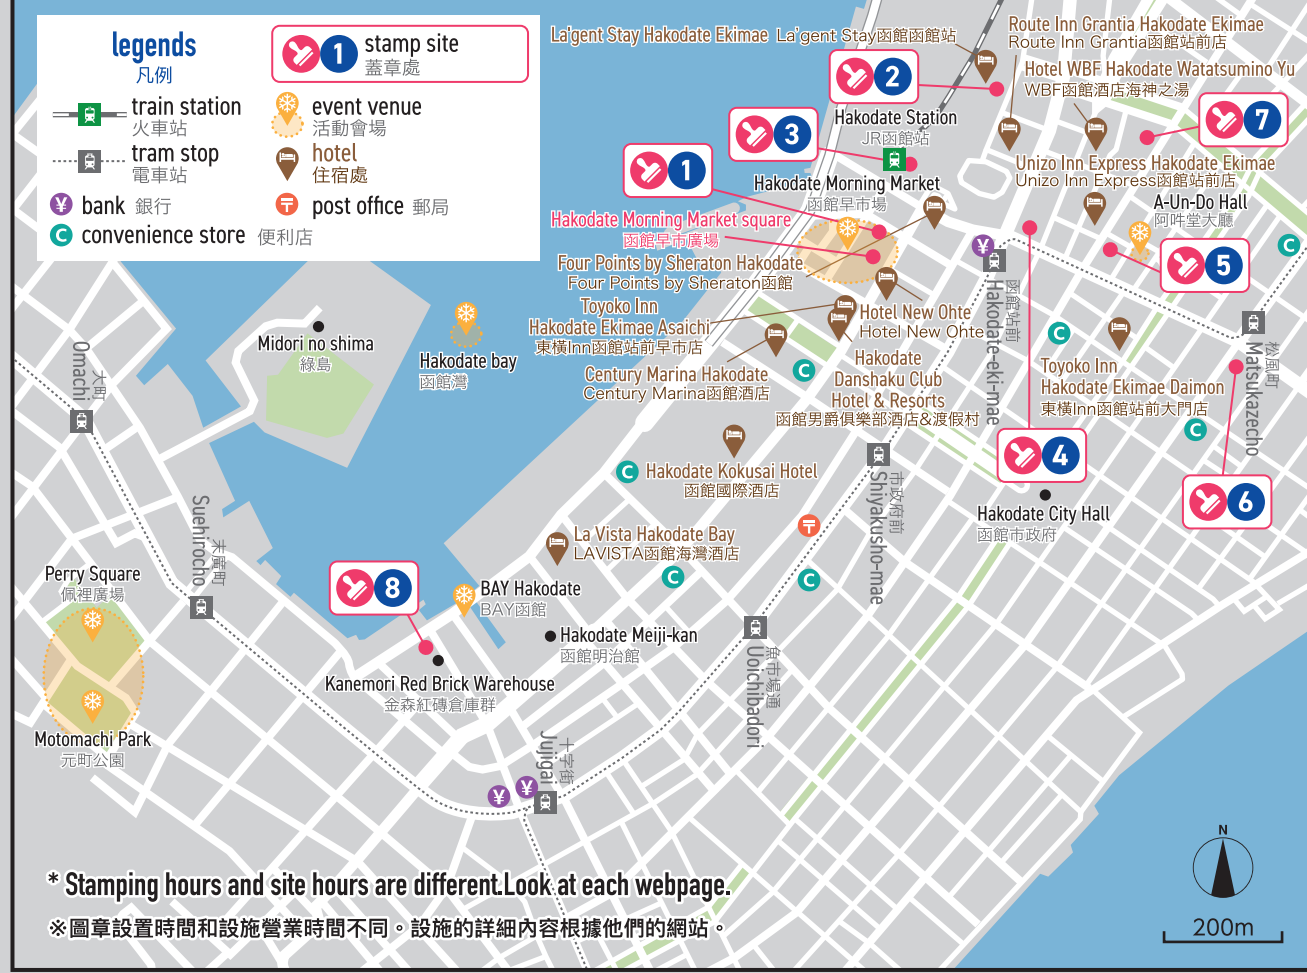 legends
凡例
1
stamp site
蓋章處
train station
火車站
event venue
活動會場
tram stop
電車站
hotel
住宿處
¥ bank 銀行
〒 post office 郵局
C convenience store 便利店
La'gent Stay Hakodate Ekimae La'gent Stay函館函館站
Route Inn Grantia Hakodate Ekimae
Route Inn Grantia函館站前店
Hotel WBF Hakodate Watatsumino Yu
WBF函館酒店海神之湯
2
7
Hakodate Station
JR函館站
3
1
Unizo Inn Express Hakodate Ekimae
Unizo Inn Express函館站前店
Hakodate Morning Market
函館早市場
A-Un-Do Hall
阿吽堂大廳
Hakodate Morning Market square
函館早市廣場
¥
C
5
Four Points by Sheraton Hakodate
Four Points by Sheraton函館
Toyoko Inn
Hakodate Ekimae Asaichi
東橫Inn函館站前早市店
Hotel New Ohte
Hotel New Ohte
函館站前
Hakodate-eki-mae
C
Century Marina Hakodate
Century Marina函館酒店
C
Hakodate
Danshaku Club
Hotel & Resorts
函館男爵俱樂部酒店&渡假村
Toyoko Inn
Hakodate Ekimae Daimon
東橫Inn函館站前大門店
松風町
Matsukazecho
C
Midori no shima
綠島
Hakodate bay
函館灣
大町
Omachi
4
6
C
Hakodate Kokusai Hotel
函館國際酒店
市政府前
Shiyakusho-mae
Hakodate City Hall
函館市政府
末廣町
Suehirocho
La Vista Hakodate Bay
LAVISTA函館海灣酒店
〒
C
C
Perry Square
佩裡廣場
8
BAY Hakodate
BAY函館
Hakodate Meiji-kan
函館明治館
魚市場通
Uoichibadori
Kanemori Red Brick Warehouse
金森紅磚倉庫群
Motomachi Park
元町公園
十字街
Jujigai
¥
¥
* Stamping hours and site hours are different.Look at each webpage.
※圖章設置時間和設施營業時間不同。設施的詳細內容根據他們的網站。
N
200m